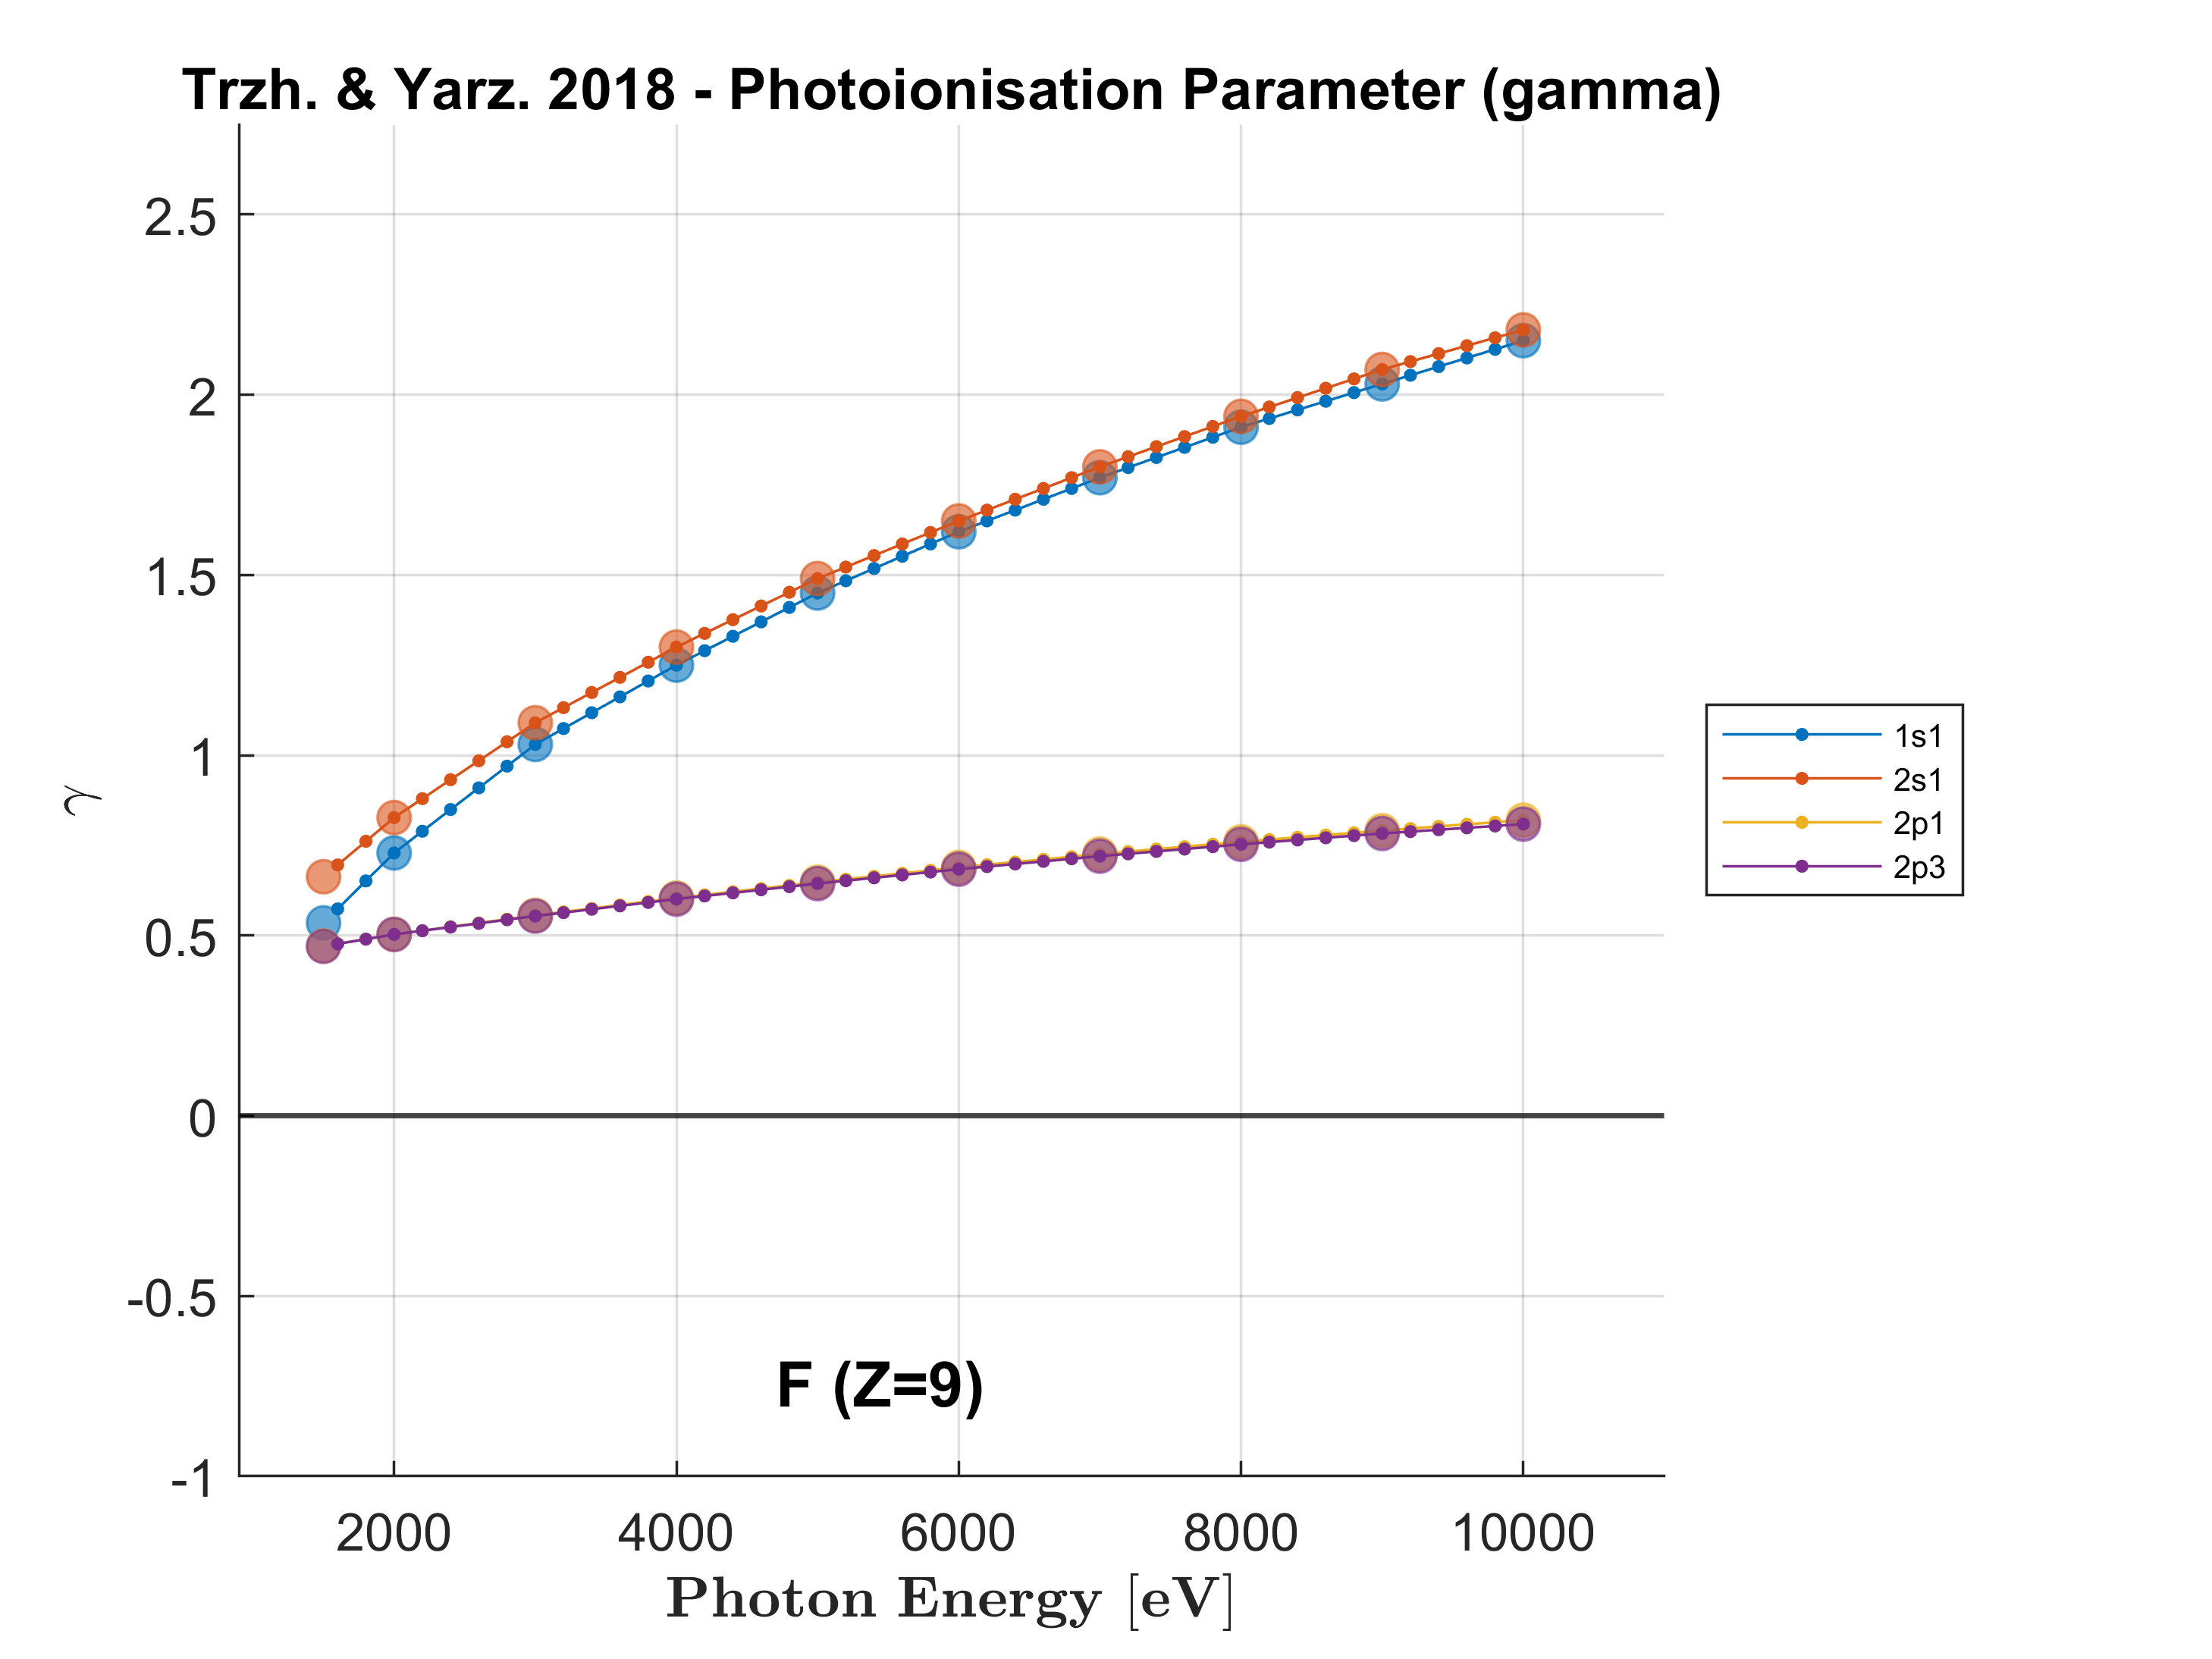 Trzh. & Yarz. 2018 - Photoionisation Parameter (gamma)
2.5
2
1.5
1
0.5
0
-0.5
-1
γ
1s1
2s1
2p1
2p3
F (Z=9)
2000 4000 6000 8000 10000
Photon Energy [eV]